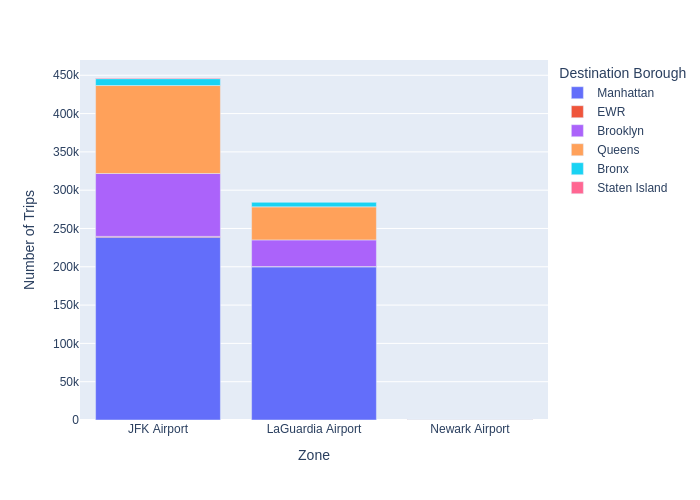 Destination Borough
Manhattan
EWR
Brooklyn
Queens
Bronx
Staten Island
Number of Trips
450k
400k
350k
300k
250k
200k
150k
100k
50k
0
JFK Airport LaGuardia Airport Newark Airport
Zone